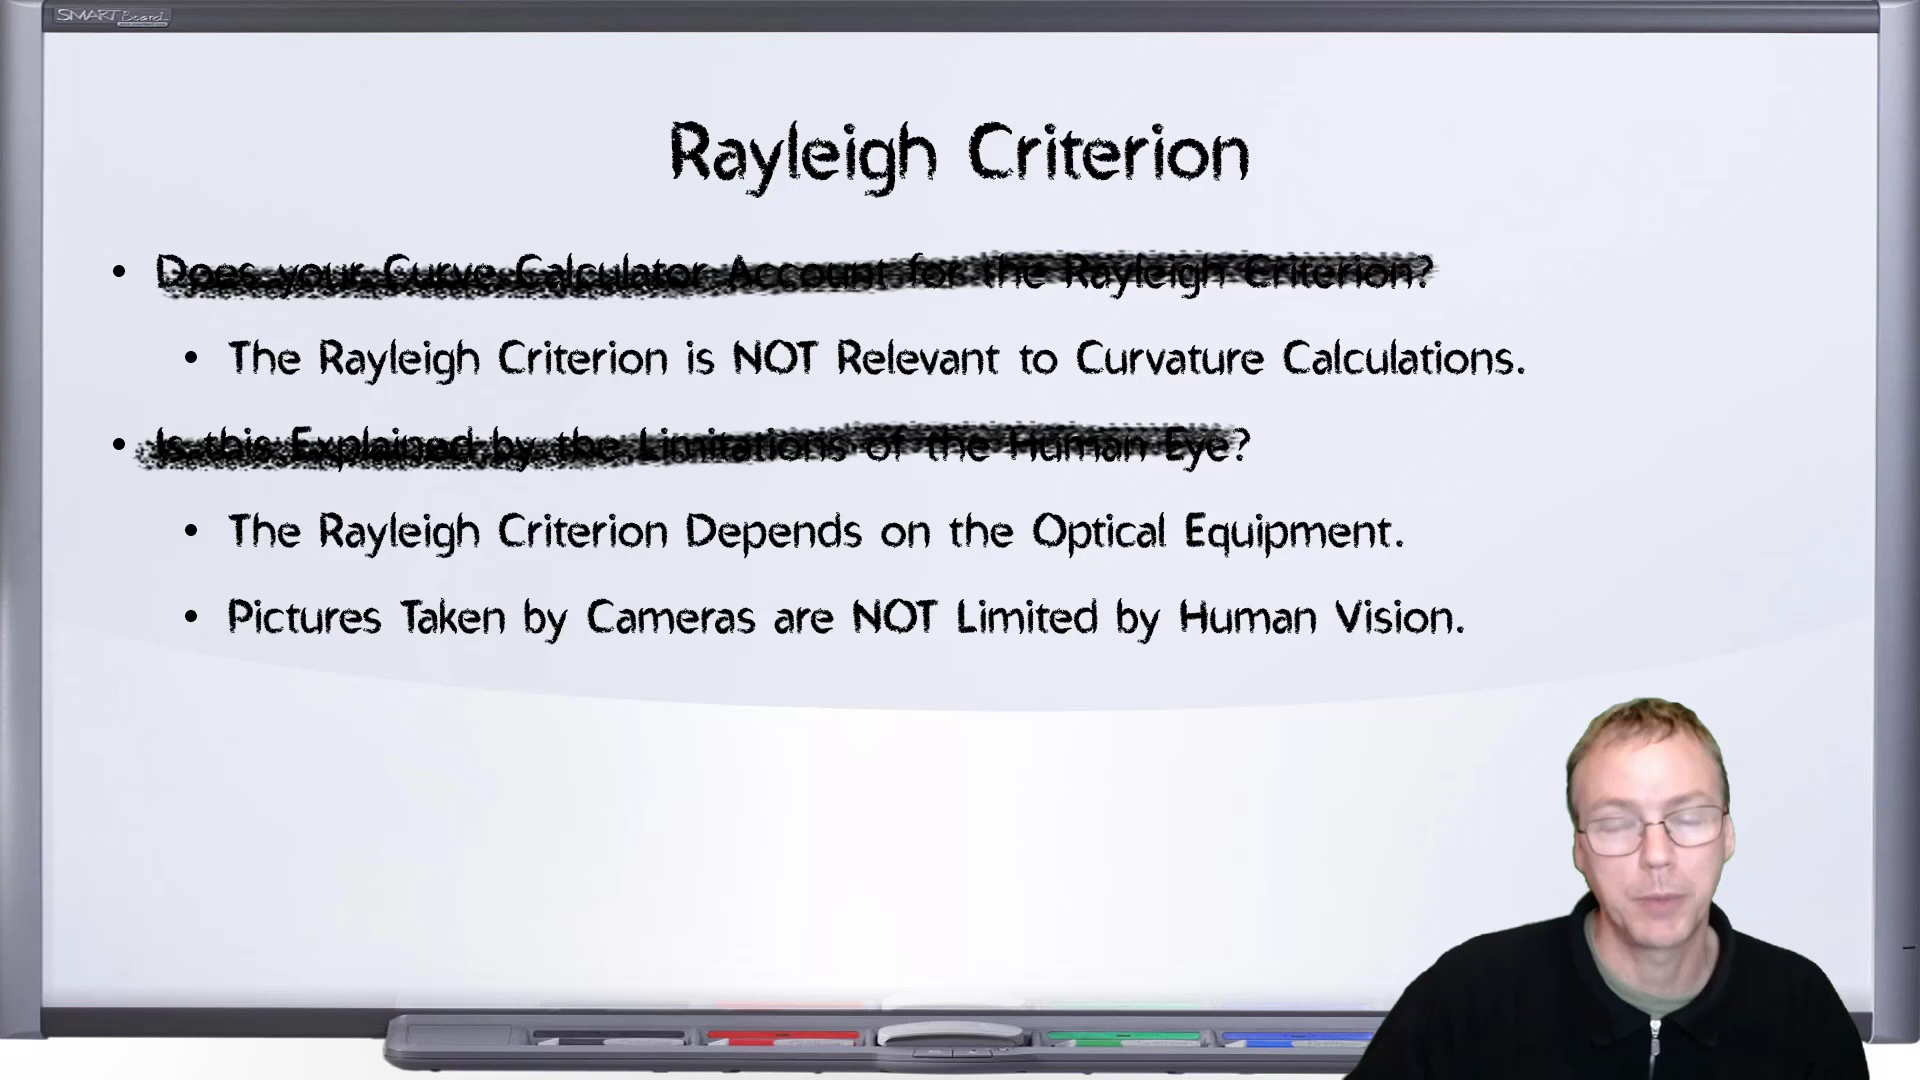 SMART Board
Rayleigh Criterion
• Does your Curve Calculator Account for the Rayleigh Criterion?
• The Rayleigh Criterion is NOT Relevant to Curvature Calculations.
• Is this Explained by the Limitations of the Human Eye?
• The Rayleigh Criterion Depends on the Optical Equipment.
• Pictures Taken by Cameras are NOT Limited by Human Vision.